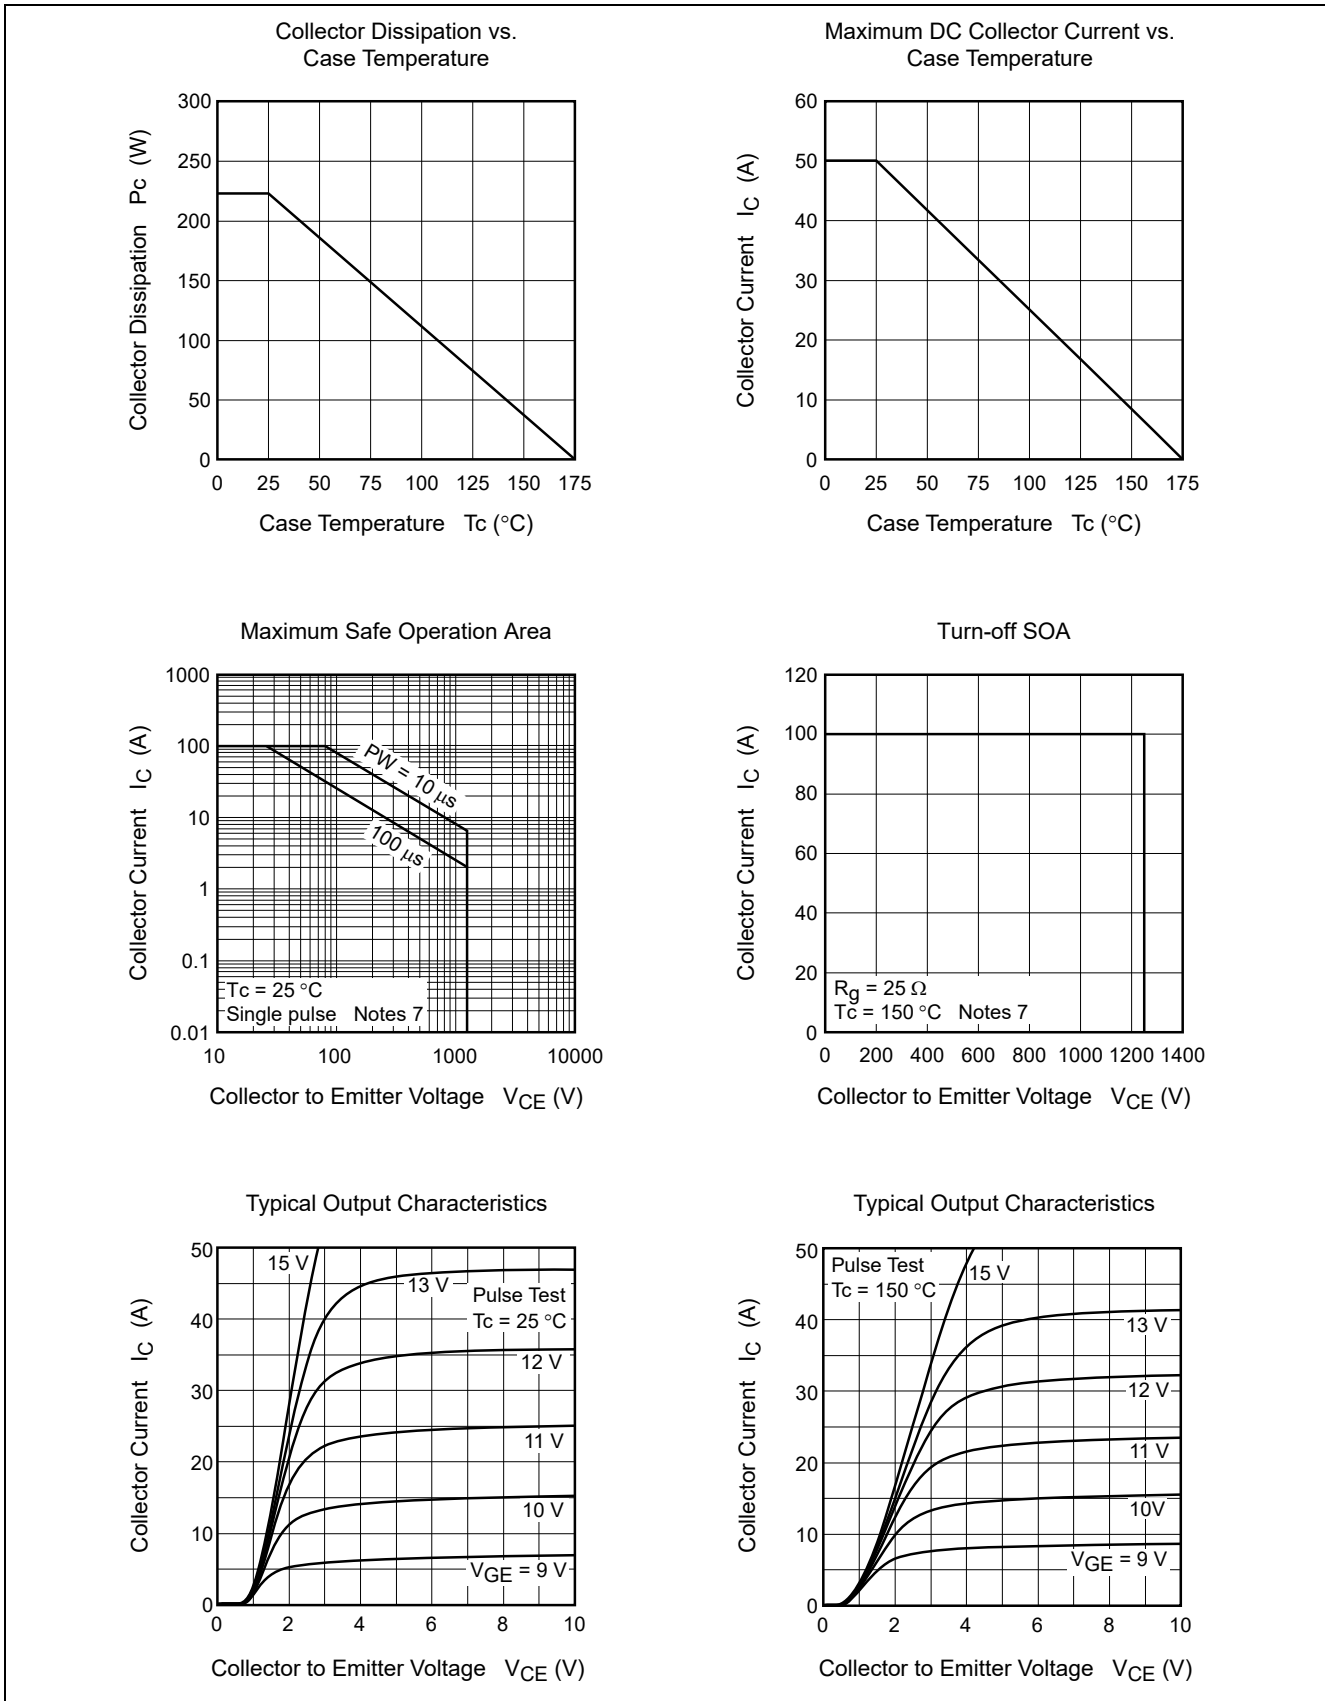 Collector Dissipation vs.
Case Temperature
300
250
200
150
100
50
0
Collector Dissipation Pc (W)
0 25 50 75 100 125 150 175
Case Temperature Tc (°C)
Maximum DC Collector Current vs.
Case Temperature
60
50
40
30
20
10
0
Collector Current IC (A)
0 25 50 75 100 125 150 175
Case Temperature Tc (°C)
Maximum Safe Operation Area
1000
100
10
1
0.1
0.01
Collector Current IC (A)
PW = 10 μs
100 μs
Tc = 25 °C
Single pulse Notes 7
10 100 1000 10000
Collector to Emitter Voltage VCE (V)
Turn-off SOA
120
100
80
60
40
20
0
Collector Current IC (A)
Rg = 25 Ω
Tc = 150 °C Notes 7
0 200 400 600 800 1000 1200 1400
Collector to Emitter Voltage VCE (V)
Typical Output Characteristics
50
40
30
20
10
0
Collector Current IC (A)
15 V
13 V
Pulse Test
Tc = 25 °C
12 V
11 V
10 V
VGE = 9 V
0 2 4 6 8 10
Collector to Emitter Voltage VCE (V)
Typical Output Characteristics
50
40
30
20
10
0
Collector Current IC (A)
Pulse Test
Tc = 150 °C
15 V
13 V
12 V
11 V
10V
VGE = 9 V
0 2 4 6 8 10
Collector to Emitter Voltage VCE (V)